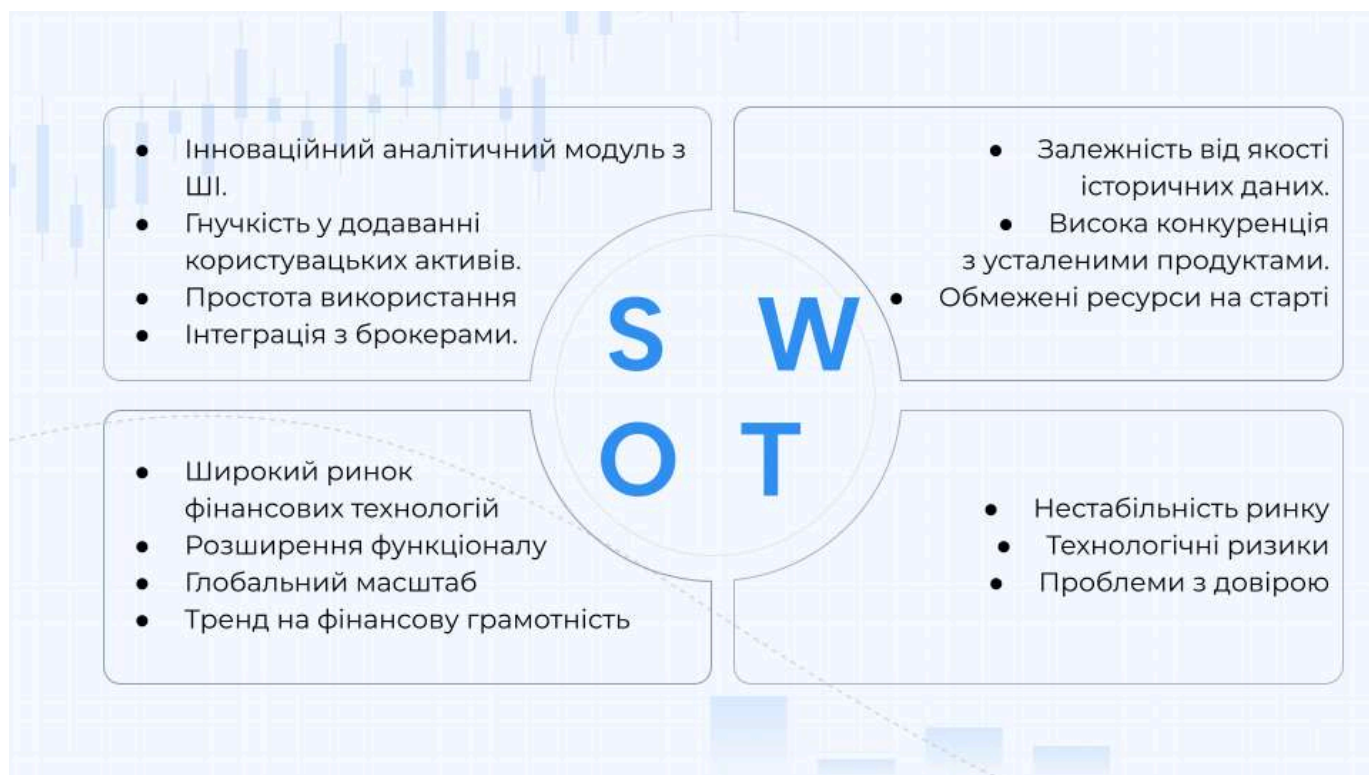 ● Інноваційний аналітичний модуль з
ШІ.
● Гнучкість у додаванні
користувацьких активів.
● Простота використання
● Інтеграція з брокерами.
● Залежність від якості
історичних даних.
● Висока конкуренція
з усталеними продуктами.
● Обмежені ресурси на старті
S W
O T
● Широкий ринок
фінансових технологій
● Розширення функціоналу
● Глобальний масштаб
● Тренд на фінансову грамотність
● Нестабільність ринку
● Технологічні ризики
● Проблеми з довірою